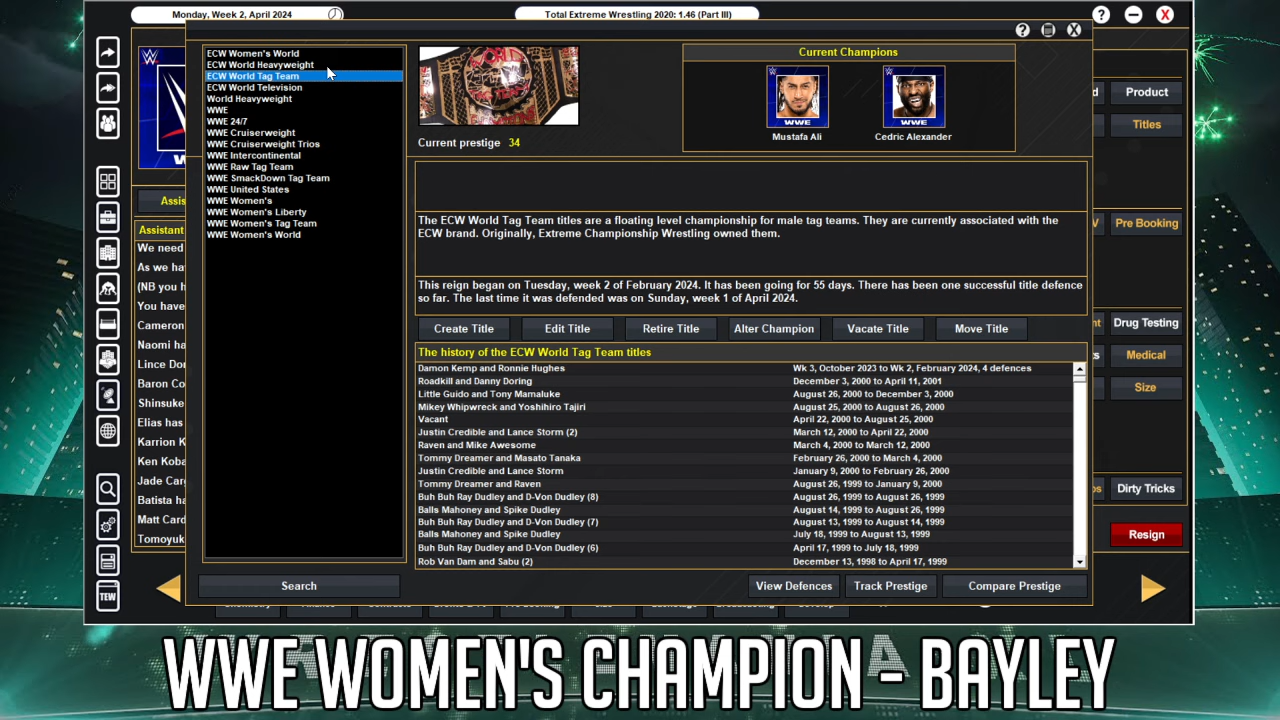 Monday, Week 2, April 2024
Total Extreme Wrestling 2020: 1.46 (Part III)
ECW Women's World
ECW World Heavyweight
ECW World Tag Team
ECW World Television
World Heavyweight
WWE
WWE 24/7
WWE Cruiserweight
WWE Cruiserweight Trios
WWE Intercontinental
WWE Raw Tag Team
WWE SmackDown Tag Team
WWE United States
WWE Women's
WWE Women's Liberty
WWE Women's Tag Team
WWE Women's World
Search
Current prestige 34
Current Champions
WWE WWE
Mustafa Ali Cedric Alexander
The ECW World Tag Team titles are a floating level championship for male tag teams. They are currently associated with the
ECW brand. Originally, Extreme Championship Wrestling owned them.
This reign began on Tuesday, week 2 of February 2024. It has been going for 55 days. There has been one successful title defence
so far. The last time it was defended was on Sunday, week 1 of April 2024.
Create Title Edit Title Retire Title Alter Champion Vacate Title Move Title
The history of the ECW World Tag Team titles
Damon Kemp and Ronnie Hughes Wk 3, October 2023 to Wk 2, February 2024, 4 defences
Roadkill and Danny Doring December 3, 2000 to April 11, 2001
Little Guido and Tony Mamaluke August 26, 2000 to December 3, 2000
Mikey Whipwreck and Yoshihiro Tajiri August 25, 2000 to August 26, 2000
Vacant April 22, 2000 to August 25, 2000
Justin Credible and Lance Storm (2) March 12, 2000 to April 22, 2000
Raven and Mike Awesome March 4, 2000 to March 12, 2000
Tommy Dreamer and Masato Tanaka February 26, 2000 to March 4, 2000
Justin Credible and Lance Storm January 9, 2000 to February 26, 2000
Tommy Dreamer and Raven August 26, 1999 to January 9, 2000
Buh Buh Ray Dudley and D-Von Dudley (8) August 26, 1999 to August 26, 1999
Balls Mahoney and Spike Dudley August 14, 1999 to August 26, 1999
Buh Buh Ray Dudley and D-Von Dudley (7) August 13, 1999 to August 14, 1999
Balls Mahoney and Spike Dudley July 18, 1999 to August 13, 1999
Buh Buh Ray Dudley and D-Von Dudley (6) April 17, 1999 to July 18, 1999
Rob Van Dam and Sabu (2) December 13, 1998 to April 17, 1999
View Defences Track Prestige Compare Prestige
Assis
Assistant
We need
As we ha
(NB you h
You have
Cameron
Naomi ha
Lince Do
Baron Co
Shinsuke
Elias has
Karrion K
Ken Koba
Jade Car
Batista ha
Matt Card
Tomoyuk
TEW
Product
Titles
Pre Booking
Drug Testing
Medical
Size
Dirty Tricks
Resign
WWE WOMEN'S CHAMPION - BAYLEY